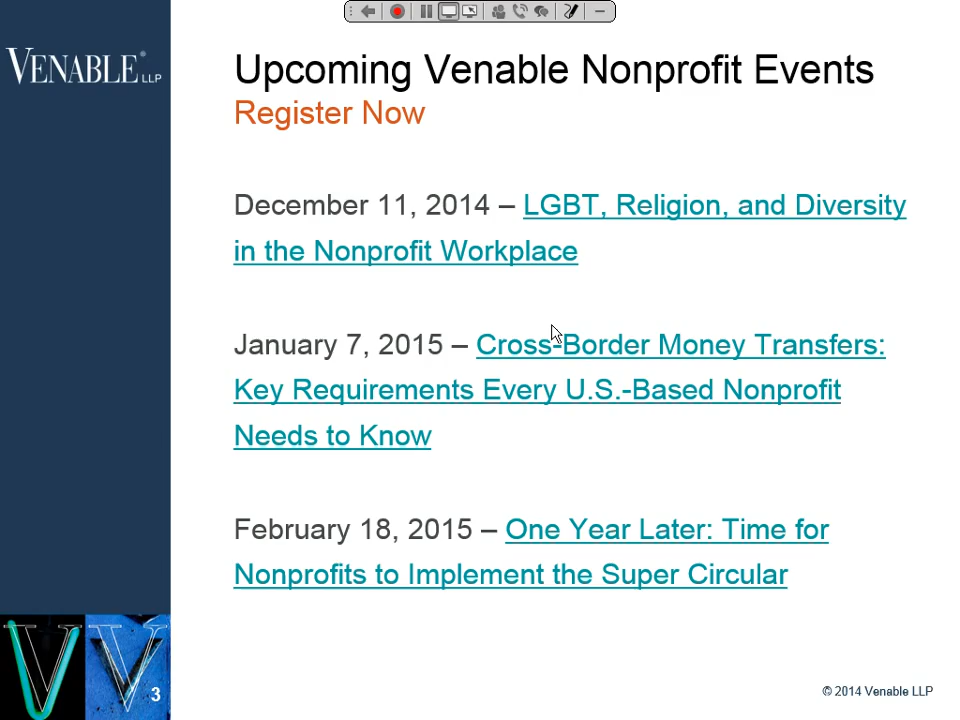 VENABLE® LLP
Upcoming Venable Nonprofit Events
Register Now
December 11, 2014 – LGBT, Religion, and Diversity
in the Nonprofit Workplace
January 7, 2015 – Cross-Border Money Transfers:
Key Requirements Every U.S.-Based Nonprofit
Needs to Know
February 18, 2015 – One Year Later: Time for
Nonprofits to Implement the Super Circular
V V
3
© 2014 Venable LLP